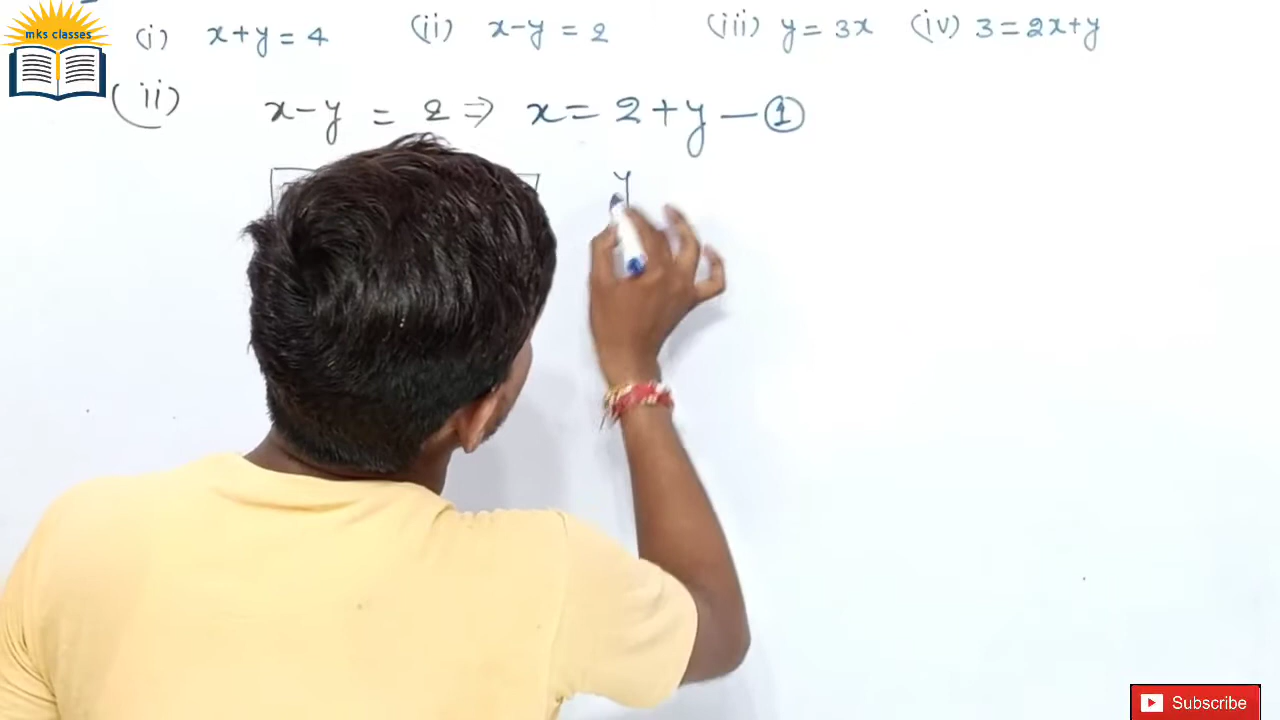 mks classes
(i) x+y = 4 (ii) x-y = 2 (iii) y = 3x (iv) 3 = 2x+y
(ii) x-y = 2 ⇒ x = 2+y — ①
y
Subscribe